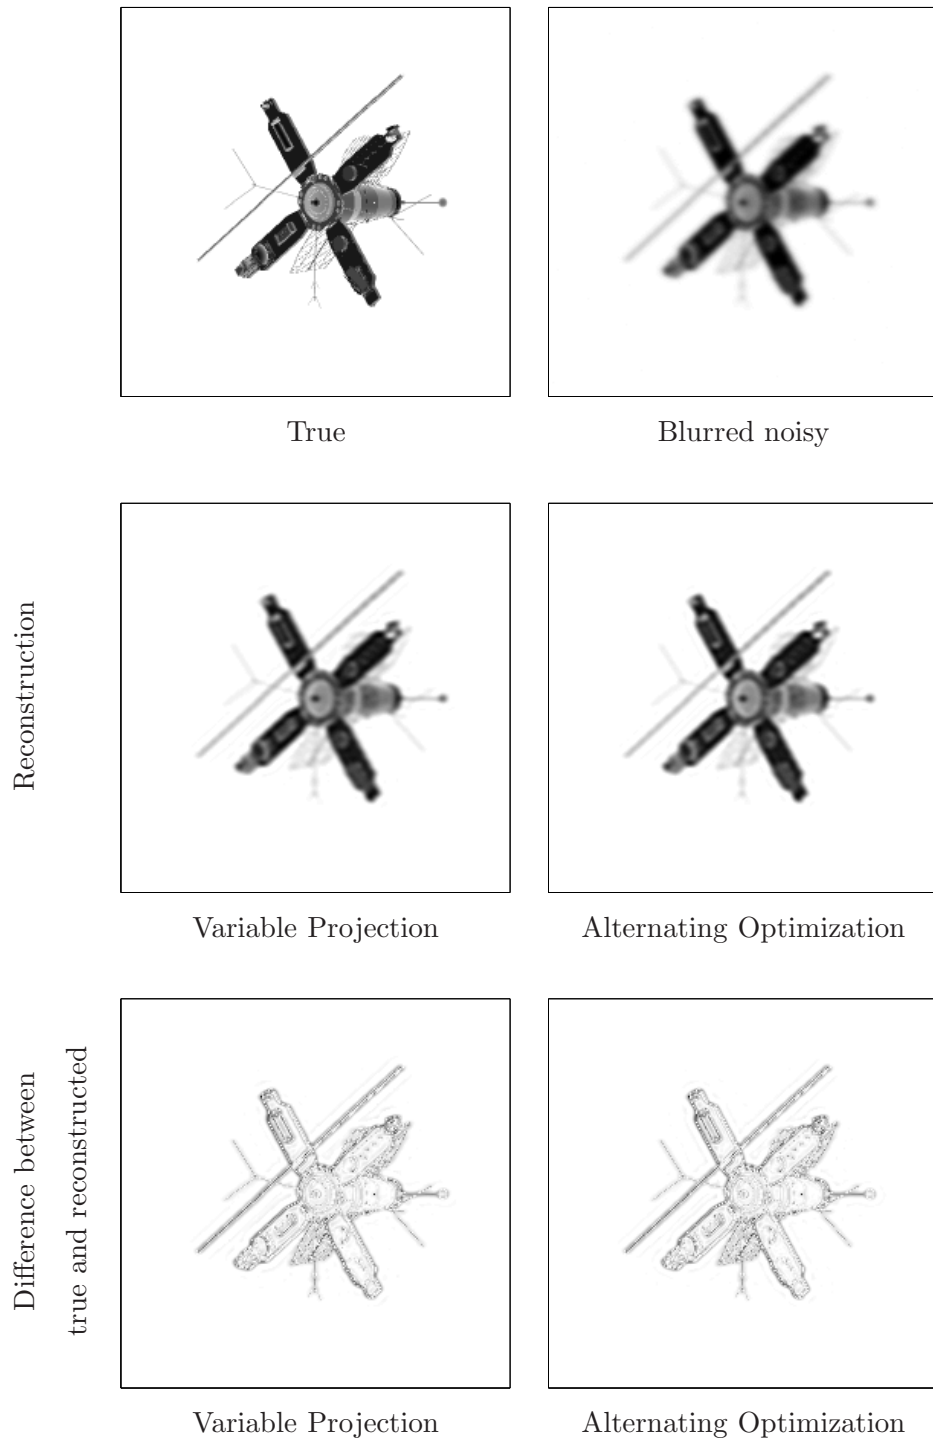 True
Blurred noisy
Reconstruction
Variable Projection
Alternating Optimization
Difference between
true and reconstructed
Variable Projection
Alternating Optimization